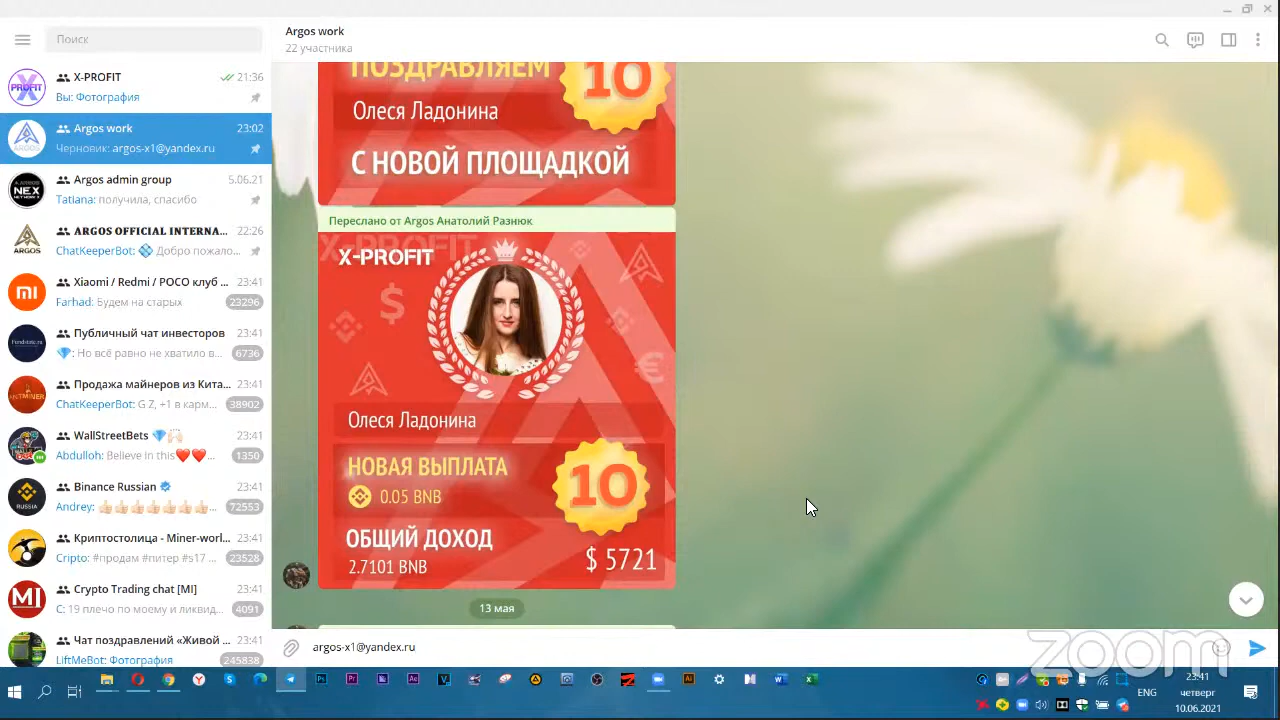 Поиск
X-PROFIT 21:36
Вы: Фотография
Argos work 23:02
Черновик: argos-x1@yandex.ru
Argos admin group 5.06.21
Tatiana: получила, спасибо
ARGOS OFFICIAL INTERNA... 22:26
ChatKeeperBot: Добро пожало...
Xiaomi / Redmi / POCO клуб ... 23:41
Farhad: Будем на старых 23296
Публичный чат инвесторов 23:41
💎: Но всё равно не хватило в... 6736
Продажа майнеров из Кита... 23:41
ChatKeeperBot: G Z, +1 в карм... 38902
WallStreetBets 💎🙌🏻 23:41
Abdulloh: Believe in this❤️❤️... 1350
Binance Russian 23:41
Andrey: 👍🏻👍🏻👍🏻👍🏻👍🏻👍🏻👍🏻... 72553
Криптостолица - Miner-worl... 23:41
Cripto: #продам #питер #s17 ... 23528
Crypto Trading chat [MI] 23:41
C: 19 плечо по моему и ликвид... 4091
Чат поздравлений «Живой ... 23:41
LiftMeBot: Фотография 245838
Argos work
22 участника
ПОЗДРАВЛЯЕМ
10
Олеся Ладонина
С НОВОЙ ПЛОЩАДКОЙ
Переслано от Argos Анатолий Разнюк
X-PROFIT
Олеся Ладонина
НОВАЯ ВЫПЛАТА
0.05 BNB
10
ОБЩИЙ ДОХОД
2.7101 BNB
$ 5721
13 мая
argos-x1@yandex.ru
zoom
23:41
ENG четверг
10.06.2021